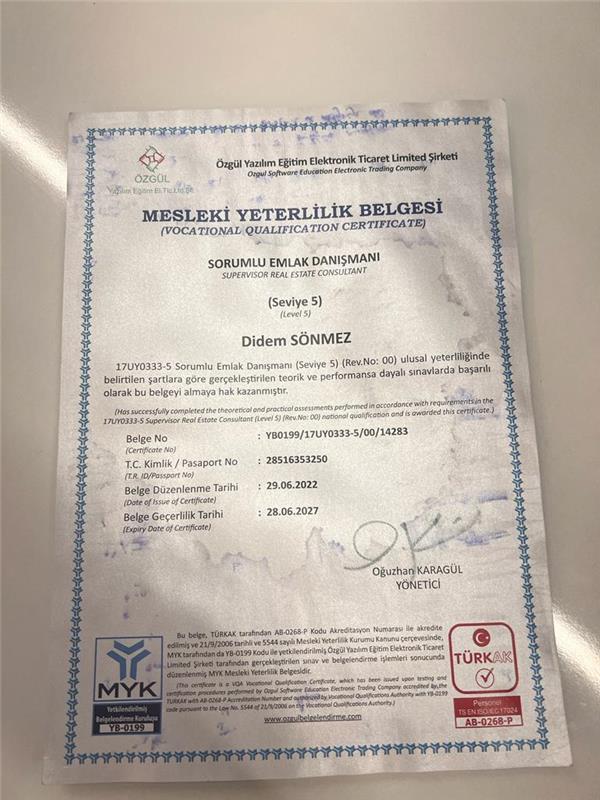 ÖZGÜL
Yazılım Eğitim El.Tic.Ltd.Şti.
Özgül Yazılım Eğitim Elektronik Ticaret Limited Şirketi
Ozgul Software Education Electronic Trading Company
MESLEKİ YETERLİLİK BELGESİ
(VOCATIONAL QUALIFICATION CERTIFICATE)
SORUMLU EMLAK DANIŞMANI
SUPERVISOR REAL ESTATE CONSULTANT
(Seviye 5)
(Level 5)
Didem SÖNMEZ
17UY0333-5 Sorumlu Emlak Danışmanı (Seviye 5) (Rev.No: 00) ulusal yeterliliğinde
belirtilen şartlara göre gerçekleştirilen teorik ve performansa dayalı sınavlarda başarılı
olarak bu belgeyi almaya hak kazanmıştır.
(Has successfully completed the theoretical and practical assessments performed in accordance with requirements in the
17UY0333-5 Supervisor Real Estate Consultant (Level 5) (Rev.No: 00) national qualification and is awarded this certificate.)
Belge No : YB0199/17UY0333-5/00/14283
(Certificate No)
T.C. Kimlik / Pasaport No : 28516353250
(T.R. ID/Passport No)
Belge Düzenlenme Tarihi : 29.06.2022
(Date of Issue of Certificate)
Belge Geçerlilik Tarihi : 28.06.2027
(Expiry Date of Certificate)
Oğuzhan KARAGÜL
YÖNETİCİ
Bu belge, TÜRKAK tarafından AB-0268-P Kodu Akreditasyon Numarası ile akredite
edilmiş ve 21/9/2006 tarihli ve 5544 sayılı Mesleki Yeterlilik Kurumu Kanunu çerçevesinde,
MYK tarafından da YB-0199 Kodu ile yetkilendirilmiş Özgül Yazılım Eğitim Elektronik Ticaret
Limited Şirketi tarafından gerçekleştirilen sınav ve belgelendirme işlemleri sonucunda
düzenlenmiş MYK Mesleki Yeterlilik Belgesidir.
(This certificate is a VQA Vocational Qualification Certificate, which has been issued upon testing and
certification procedures performed by Ozgul Software Education Electronic Trading Company accredited by the
TURKAK with AB-0268-P Accreditation Number and authorized by Vocational Qualifications Authority with YB-0199
code pursuant to the Law No. 5544 of 21/9/2006 on the Vocational Qualifications Authority.)
www.ozgulbelgelendirme.com
MYK
Yetkilendirilmiş
Belgelendirme Kuruluşu
YB-0199
TÜRKAK
Personel
TS EN ISO/IEC 17024
AB-0268-P